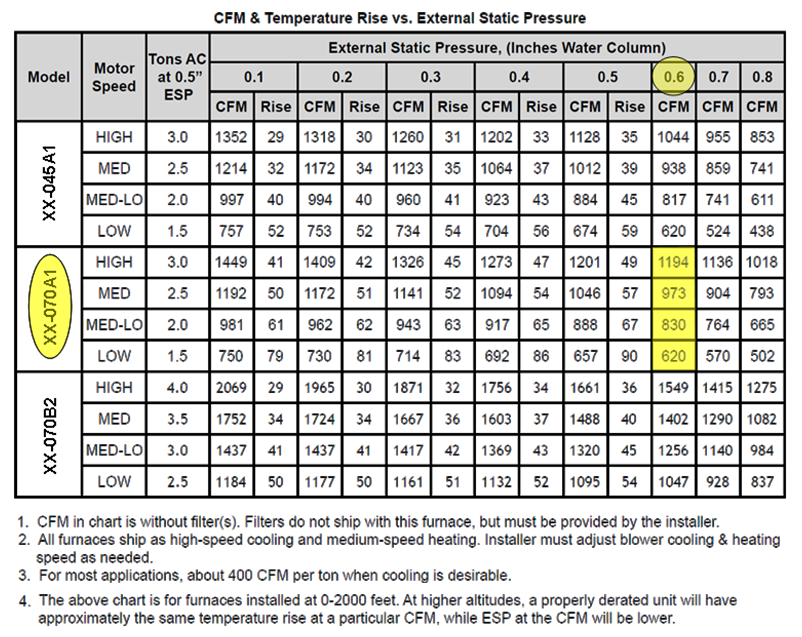 CFM & Temperature Rise vs. External Static Pressure
Model Motor Speed Tons AC at 0.5" ESP External Static Pressure, (Inches Water Column)
0.1 0.2 0.3 0.4 0.5 0.6 0.7 0.8
CFM Rise CFM Rise CFM Rise CFM Rise CFM Rise CFM CFM CFM
XX-045A1
HIGH 3.0 1352 29 1318 30 1260 31 1202 33 1128 35 1044 955 853
MED 2.5 1214 32 1172 34 1123 35 1064 37 1012 39 938 859 741
MED-LO 2.0 997 40 994 40 960 41 923 43 884 45 817 741 611
LOW 1.5 757 52 753 52 734 54 704 56 674 59 620 524 438
XX-070A1
HIGH 3.0 1449 41 1409 42 1326 45 1273 47 1201 49 1194 1136 1018
MED 2.5 1192 50 1172 51 1141 52 1094 54 1046 57 973 904 793
MED-LO 2.0 981 61 962 62 943 63 917 65 888 67 830 764 665
LOW 1.5 750 79 730 81 714 83 692 86 657 90 620 570 502
XX-070B2
HIGH 4.0 2069 29 1965 30 1871 32 1756 34 1661 36 1549 1415 1275
MED 3.5 1752 34 1724 34 1667 36 1603 37 1488 40 1402 1290 1082
MED-LO 3.0 1437 41 1437 41 1417 42 1369 43 1320 45 1256 1140 984
LOW 2.5 1184 50 1177 50 1161 51 1132 52 1095 54 1047 928 837
1. CFM in chart is without filter(s). Filters do not ship with this furnace, but must be provided by the installer.
2. All furnaces ship as high-speed cooling and medium-speed heating. Installer must adjust blower cooling & heating
speed as needed.
3. For most applications, about 400 CFM per ton when cooling is desirable.
4. The above chart is for furnaces installed at 0-2000 feet. At higher altitudes, a properly derated unit will have
approximately the same temperature rise at a particular CFM, while ESP at the CFM will be lower.